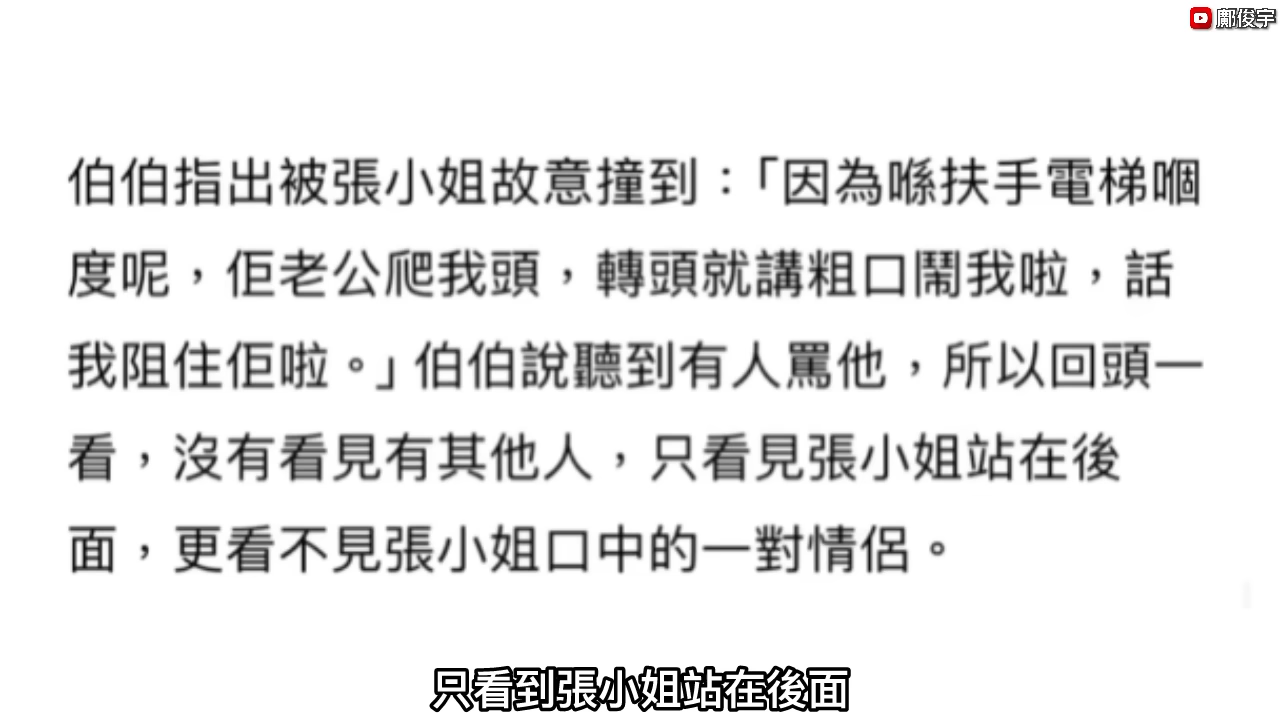 鄺俊宇
伯伯指出被張小姐故意撞到：「因為喺扶手電梯嗰
度呢，佢老公爬我頭，轉頭就講粗口鬧我啦，話
我阻住佢啦。」伯伯說聽到有人罵他，所以回頭一
看，沒有看見有其他人，只看見張小姐站在後
面，更看不見張小姐口中的一對情侶。
只看到張小姐站在後面